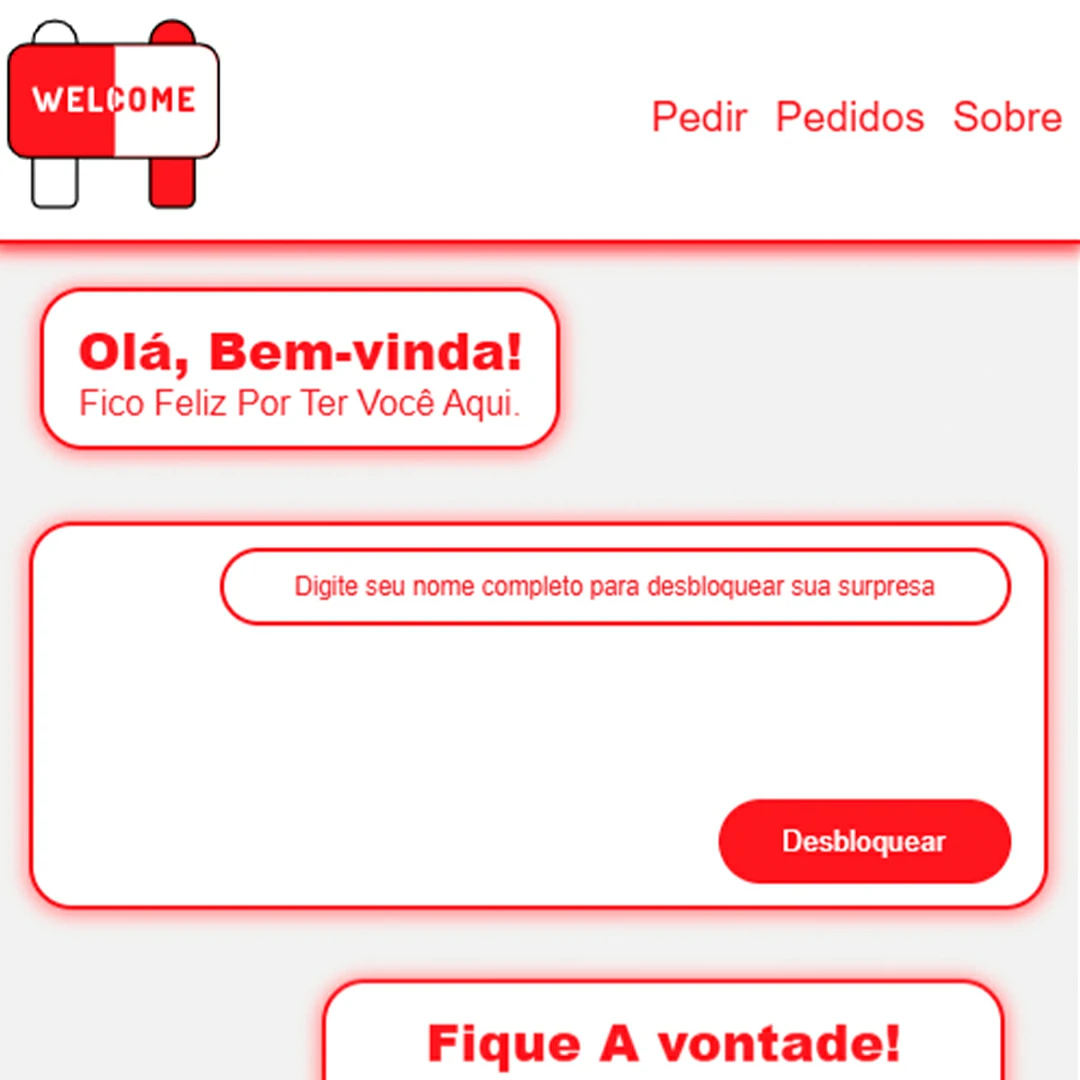 WELCOME
Pedir Pedidos Sobre
Olá, Bem-vinda!
Fico Feliz Por Ter Você Aqui.
Digite seu nome completo para desbloquear sua surpresa
Desbloquear
Fique A vontade!